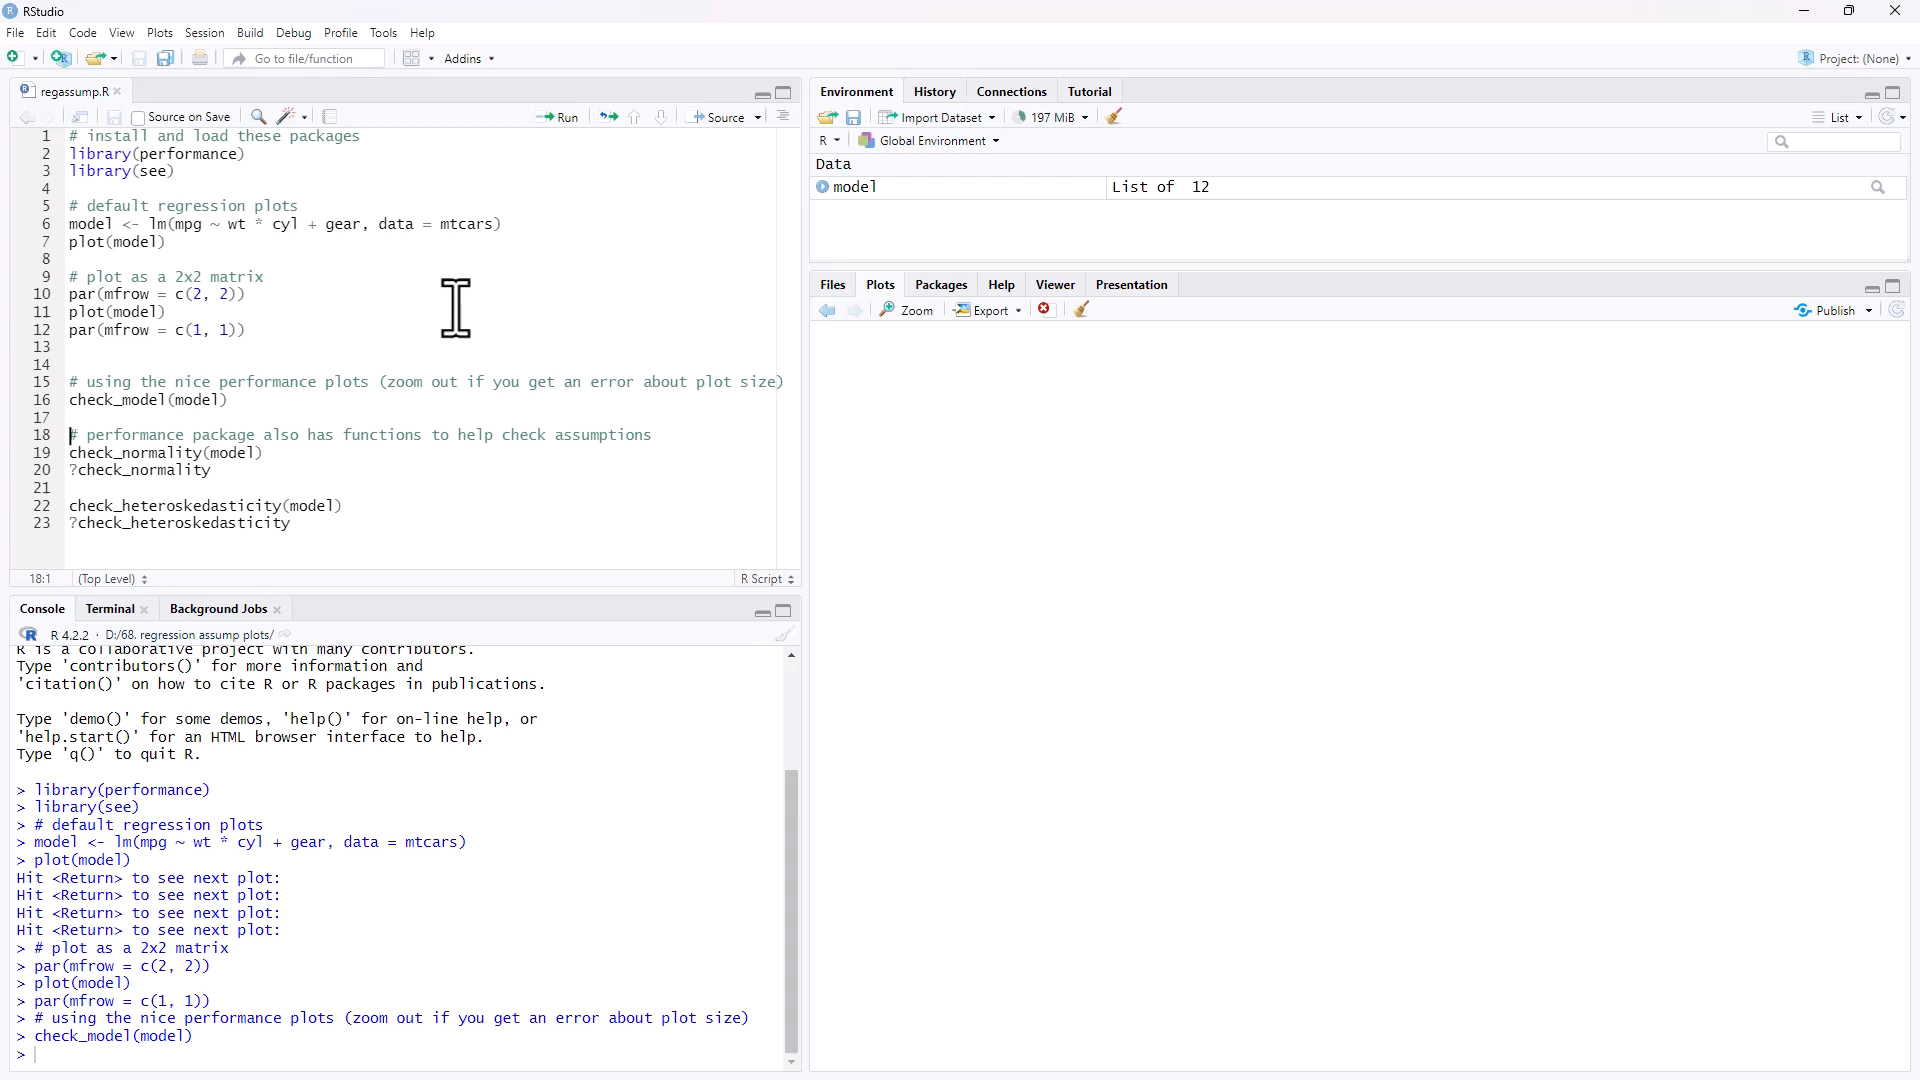 RStudio
File Edit Code View Plots Session Build Debug Profile Tools Help
Go to file/function Addins Project: (None)
regassump.R
Source on Save Run Source
1 # install and load these packages
2 library(performance)
3 library(see)
4
5 # default regression plots
6 model <- lm(mpg ~ wt * cyl + gear, data = mtcars)
7 plot(model)
8
9 # plot as a 2x2 matrix
10 par(mfrow = c(2, 2))
11 plot(model)
12 par(mfrow = c(1, 1))
13
14
15 # using the nice performance plots (zoom out if you get an error about plot size)
16 check_model(model)
17
18 # performance package also has functions to help check assumptions
19 check_normality(model)
20 ?check_normality
21
22 check_heteroskedasticity(model)
23 ?check_heteroskedasticity
18:1 (Top Level) R Script
Console Terminal Background Jobs
R 4.2.2 · D:/68. regression assump plots/
R is a collaborative project with many contributors.
Type 'contributors()' for more information and
'citation()' on how to cite R or R packages in publications.
Type 'demo()' for some demos, 'help()' for on-line help, or
'help.start()' for an HTML browser interface to help.
Type 'q()' to quit R.
> library(performance)
> library(see)
> # default regression plots
> model <- lm(mpg ~ wt * cyl + gear, data = mtcars)
> plot(model)
Hit <Return> to see next plot:
Hit <Return> to see next plot:
Hit <Return> to see next plot:
Hit <Return> to see next plot:
> # plot as a 2x2 matrix
> par(mfrow = c(2, 2))
> plot(model)
> par(mfrow = c(1, 1))
> # using the nice performance plots (zoom out if you get an error about plot size)
> check_model(model)
>
Environment History Connections Tutorial
Import Dataset 197 MiB List
R Global Environment
Data
model List of 12
Files Plots Packages Help Viewer Presentation
Zoom Export Publish